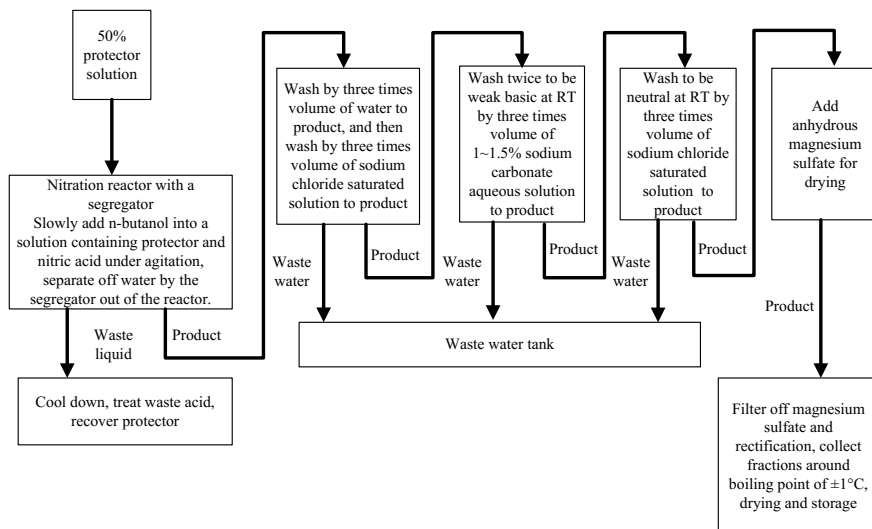 50%
protector
solution
Nitration reactor with a
segregator
Slowly add n-butanol into a
solution containing protector and
nitric acid under agitation,
separate off water by the
segregator out of the reactor.
Waste
liquid
Product
Cool down, treat waste acid,
recover protector
Wash by three times
volume of water to
product, and then
wash by three times
volume of sodium
chloride saturated
solution to product
Waste
water
Product
Wash twice to be
weak basic at RT
by three times
volume of
1~1.5% sodium
carbonate
aqueous solution
to product
Waste
water
Product
Wash to be
neutral at RT by
three times
volume of
sodium chloride
saturated
solution to
product
Waste
water
Product
Waste water tank
Add
anhydrous
magnesium
sulfate for
drying
Product
Filter off magnesium
sulfate and
rectification, collect
fractions around
boiling point of ±1°C,
drying and storage